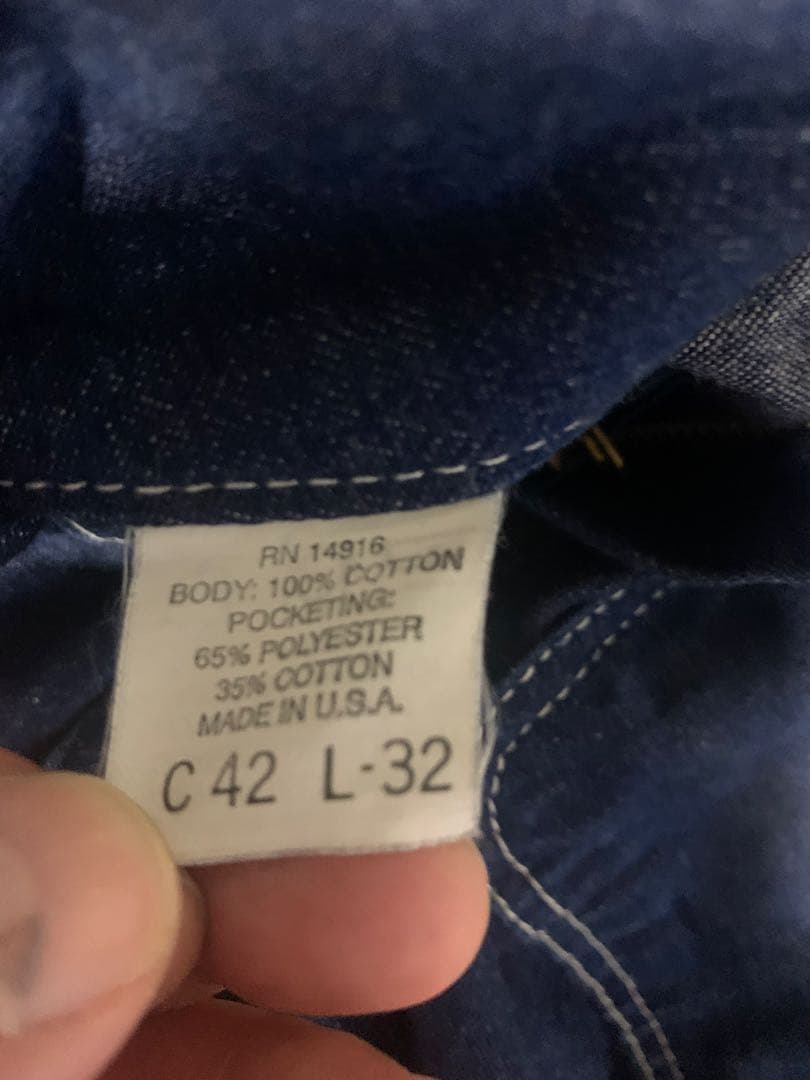 RN 14916
BODY: 100% COTTON
POCKETING:
65% POLYESTER
35% COTTON
MADE IN U.S.A.
C 42 L-32